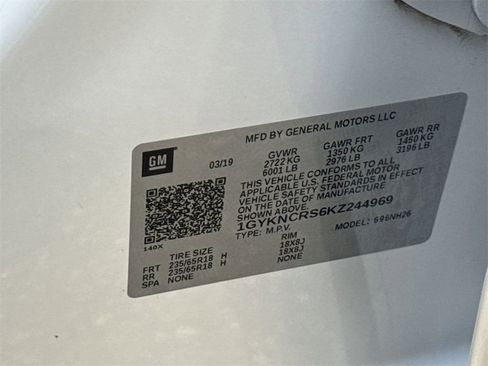 MFD BY GENERAL MOTORS LLC
GM
03/19
GVWR GAWR FRT GAWR RR
2722 KG 1350 KG 1450 KG
6001 LB 2976 LB 3196 LB
THIS VEHICLE CONFORMS TO ALL
APPLICABLE U.S. FEDERAL MOTOR
VEHICLE SAFETY STANDARDS IN EFFECT
ON THE DATE OF MANUFACTURE
SHOWN ABOVE.
1GYKNCRS6KZ244969
TYPE: M.P.V. MODEL: 6NH26
140X
TIRE SIZE RIM
FRT 235/65R18 H 18X8J
RR 235/65R18 H 18X8J
SPA NONE NONE